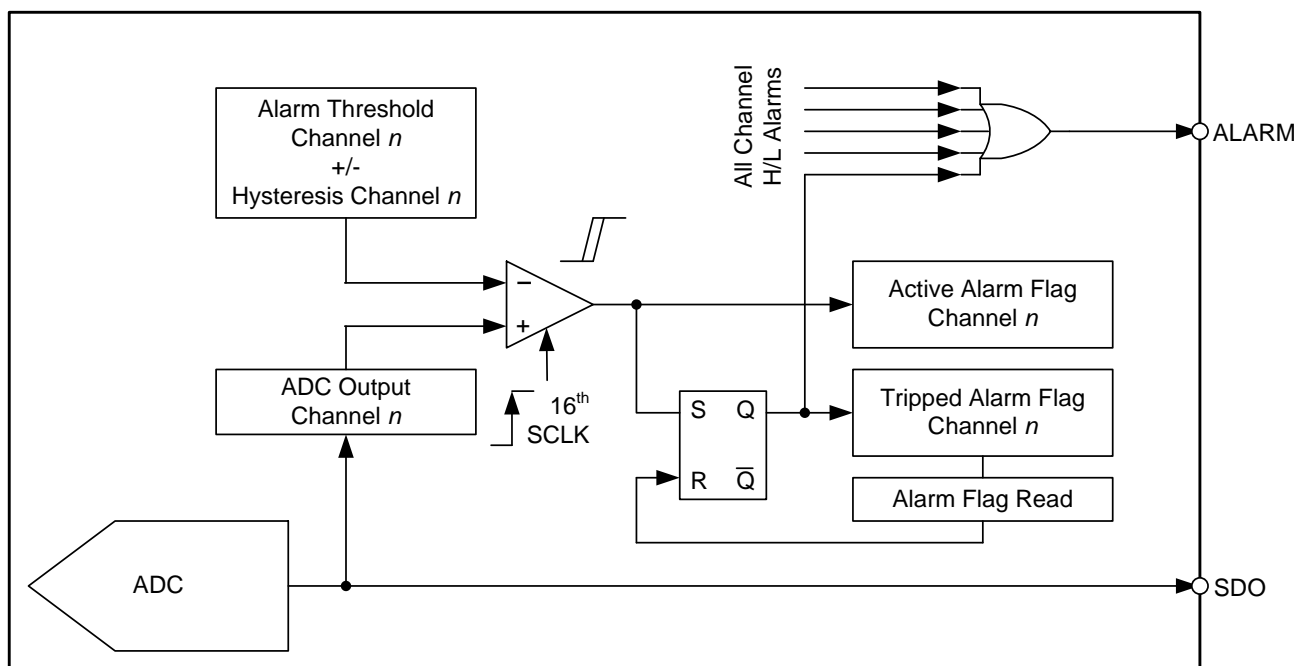 Alarm Threshold
Channel n
+/-
Hysteresis Channel n
All Channel
H/L Alarms
ALARM
−
+
Active Alarm Flag
Channel n
ADC Output
Channel n
16th
SCLK
S Q
R Q̅
Tripped Alarm Flag
Channel n
Alarm Flag Read
ADC
SDO